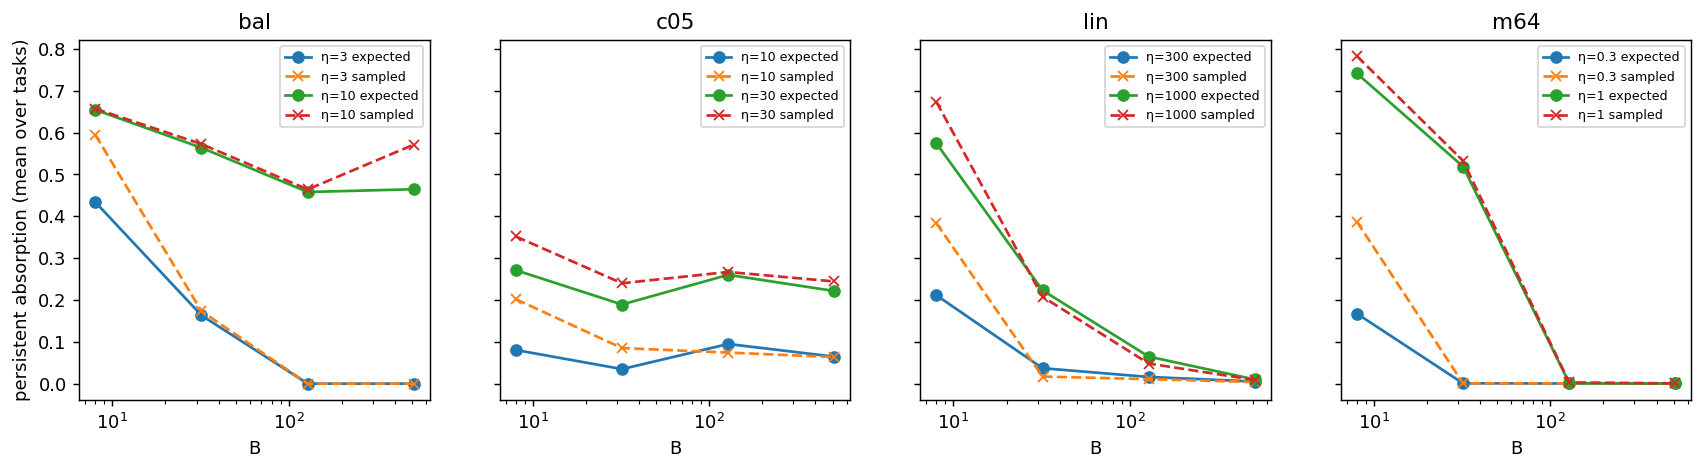 bal
c05
lin
m64
persistent absorption (mean over tasks)
0.8
0.7
0.6
0.5
0.4
0.3
0.2
0.1
0.0
η=3 expected
η=3 sampled
η=10 expected
η=10 sampled
10¹
10²
B
η=10 expected
η=10 sampled
η=30 expected
η=30 sampled
10¹
10²
B
η=300 expected
η=300 sampled
η=1000 expected
η=1000 sampled
10¹
10²
B
η=0.3 expected
η=0.3 sampled
η=1 expected
η=1 sampled
10¹
10²
B